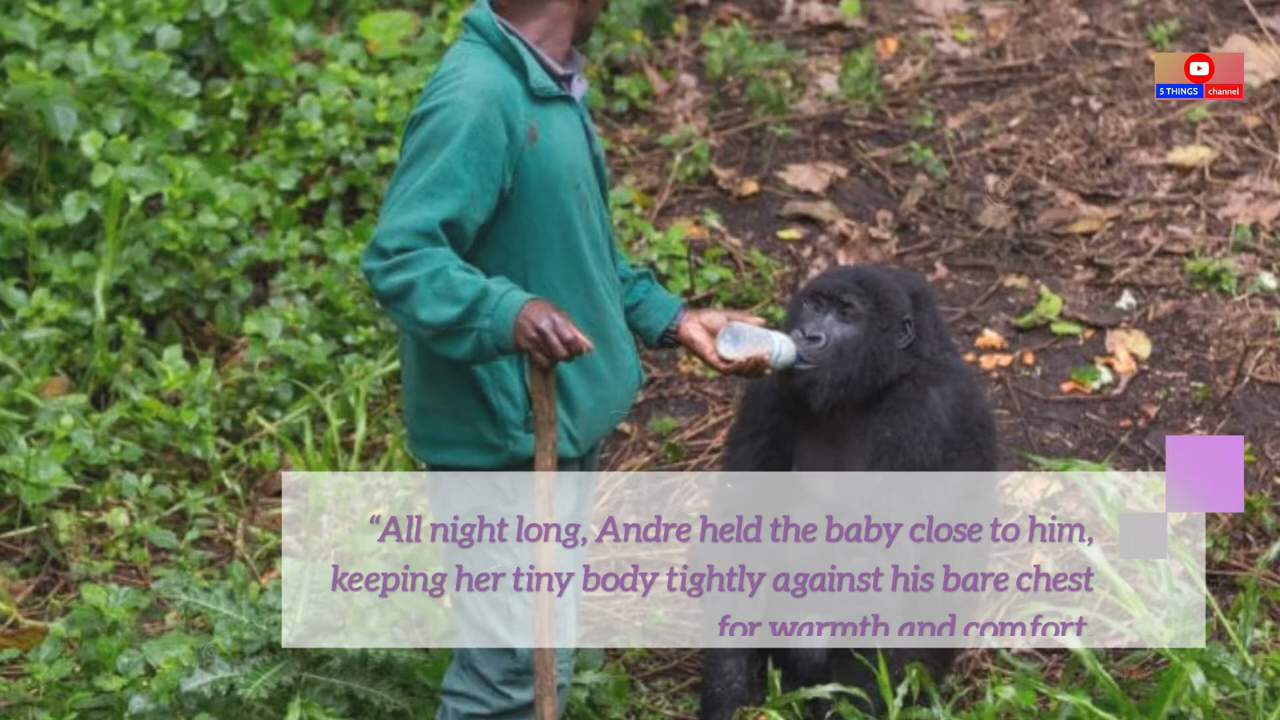 5 THINGS channel
“All night long, Andre held the baby close to him,
keeping her tiny body tightly against his bare chest
for warmth and comfort.